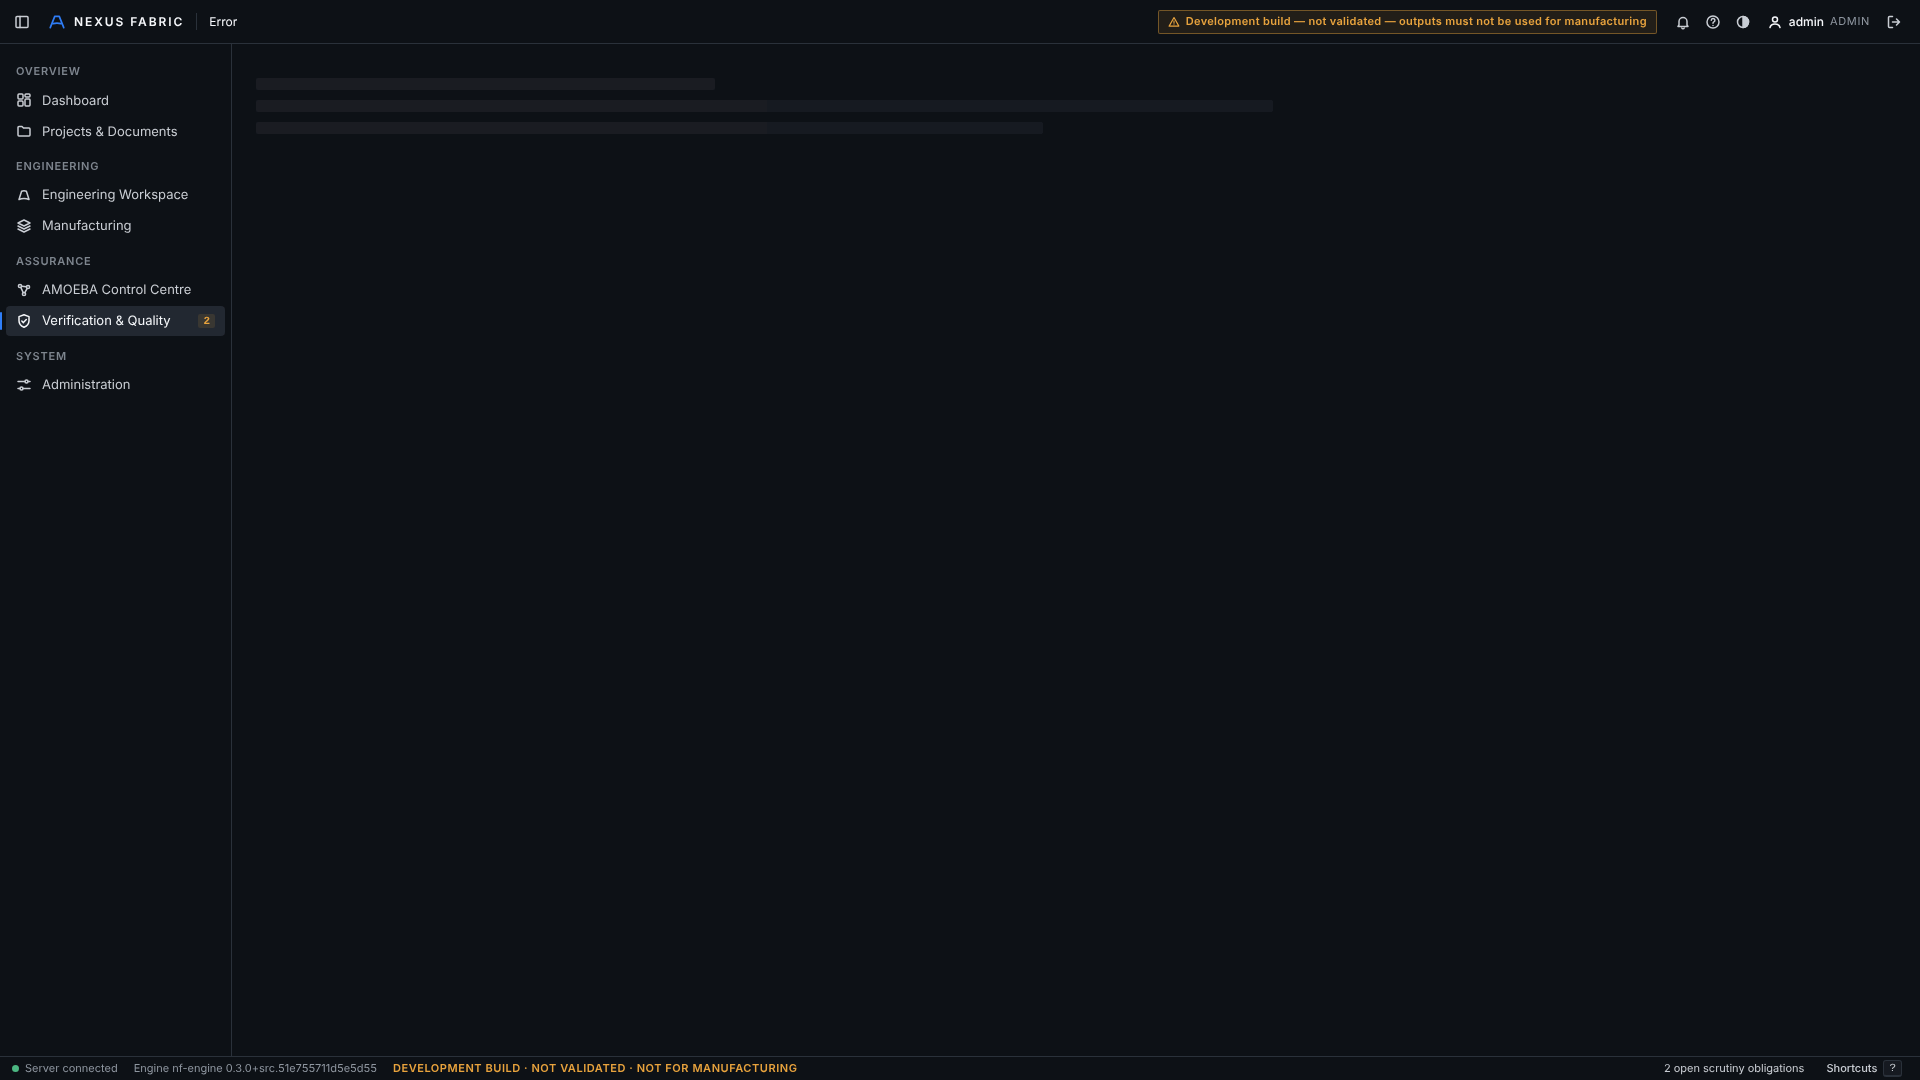 NEXUS FABRIC
Error
Development build — not validated — outputs must not be used for manufacturing
admin ADMIN
OVERVIEW
Dashboard
Projects & Documents
ENGINEERING
Engineering Workspace
Manufacturing
ASSURANCE
AMOEBA Control Centre
Verification & Quality 2
SYSTEM
Administration
Server connected
Engine nf-engine 0.3.0+src.51e755711d5e5d55
DEVELOPMENT BUILD · NOT VALIDATED · NOT FOR MANUFACTURING
2 open scrutiny obligations
Shortcuts ?